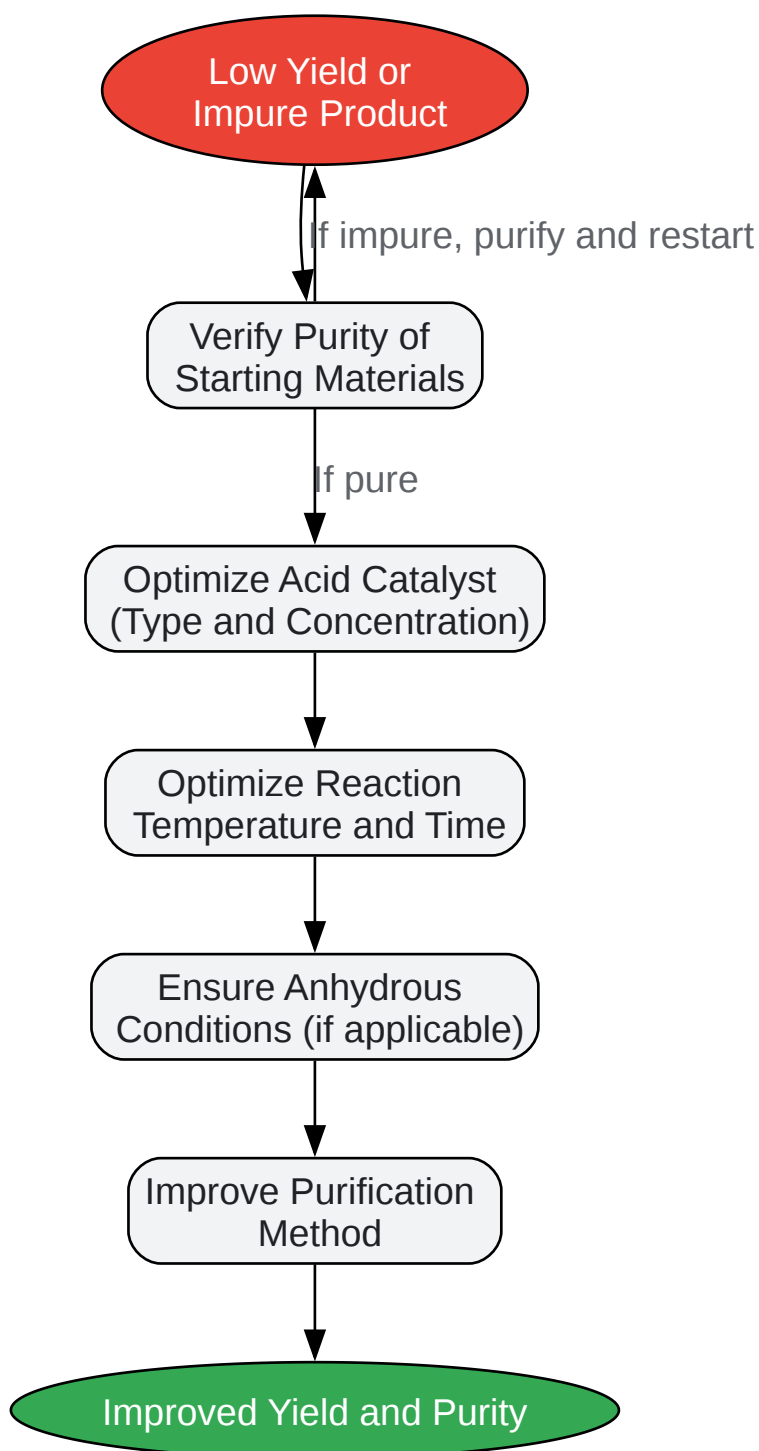 Low Yield or
Impure Product
If impure, purify and restart
Verify Purity of
Starting Materials
If pure
Optimize Acid Catalyst
(Type and Concentration)
Optimize Reaction
Temperature and Time
Ensure Anhydrous
Conditions (if applicable)
Improve Purification
Method
Improved Yield and Purity